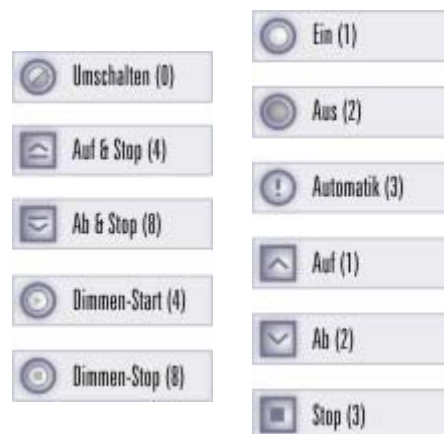 Umschalten (0)
Auf & Stop (4)
Ab & Stop (8)
Dimmen-Start (4)
Dimmen-Stop (8)
Ein (1)
Aus (2)
Automatik (3)
Auf (1)
Ab (2)
Stop (3)